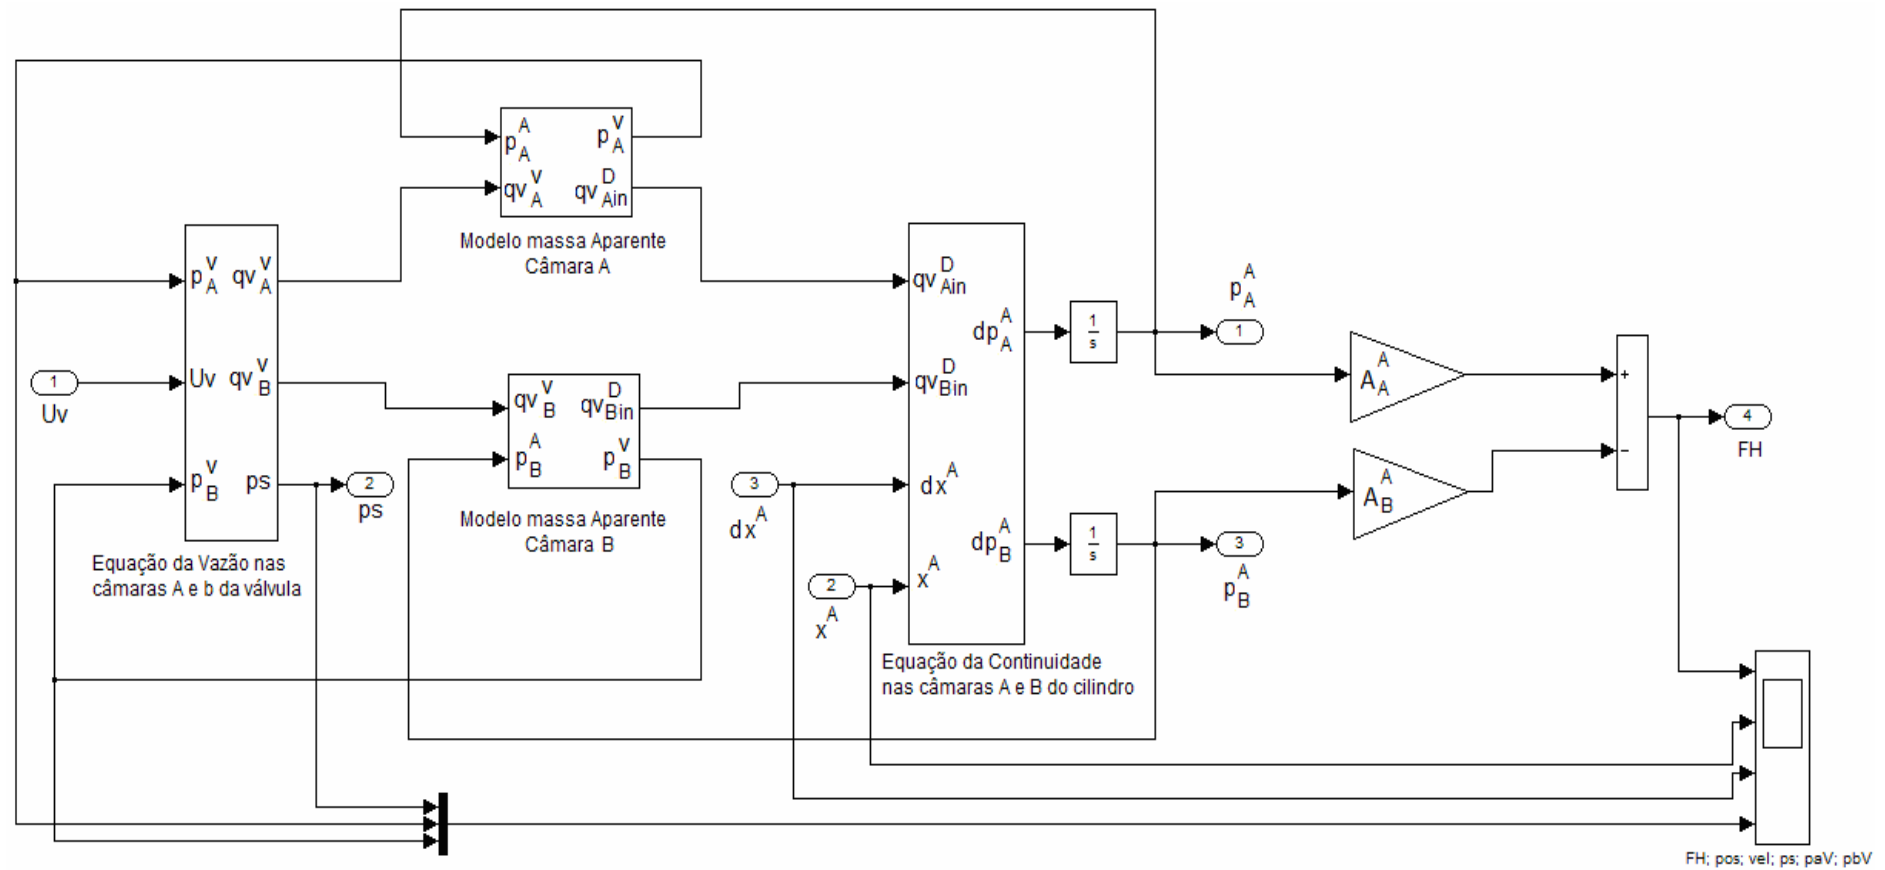 p_A^A
p_A^V
qv_A^V
qv_Ain^D
Modelo massa Aparente
Câmara A
p_A^V
qv_A^V
Uv
qv_B^V
p_B^V
ps
Equação da Vazão nas
câmaras A e b da válvula
1
Uv
2
ps
qv_B^V
qv_Bin^D
p_B^A
p_B^V
Modelo massa Aparente
Câmara B
3
dx^A
2
x^A
qv_Ain^D
dp_A^A
qv_Bin^D
dx^A
dp_B^A
x^A
Equação da Continuidade
nas câmaras A e B do cilindro
1
s
1
s
p_A^A
1
3
p_B^A
A_A^A
A_B^A
+
−
4
FH
FH; pos; vel; ps; paV; pbV